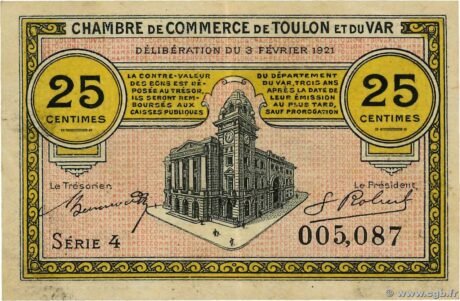 CHAMBRE DE COMMERCE DE TOULON ET DU VAR
DÉLIBÉRATION DU 3 FÉVRIER 1921
25
CENTIMES
LA CONTRE-VALEUR
DES BONS EST DÉ-
POSÉE AU TRÉSOR,
ILS SERONT REM-
BOURSÉS AUX
CAISSES PUBLIQUES
DU DÉPARTEMENT
DU VAR, TROIS ANS
APRÈS LA DATE DE
LEUR ÉMISSION
AU PLUS TARD,
SAUF PROROGATION
25
CENTIMES
Le Trésorier
Le Président
SÉRIE 4
005,087
www.cgb.fr